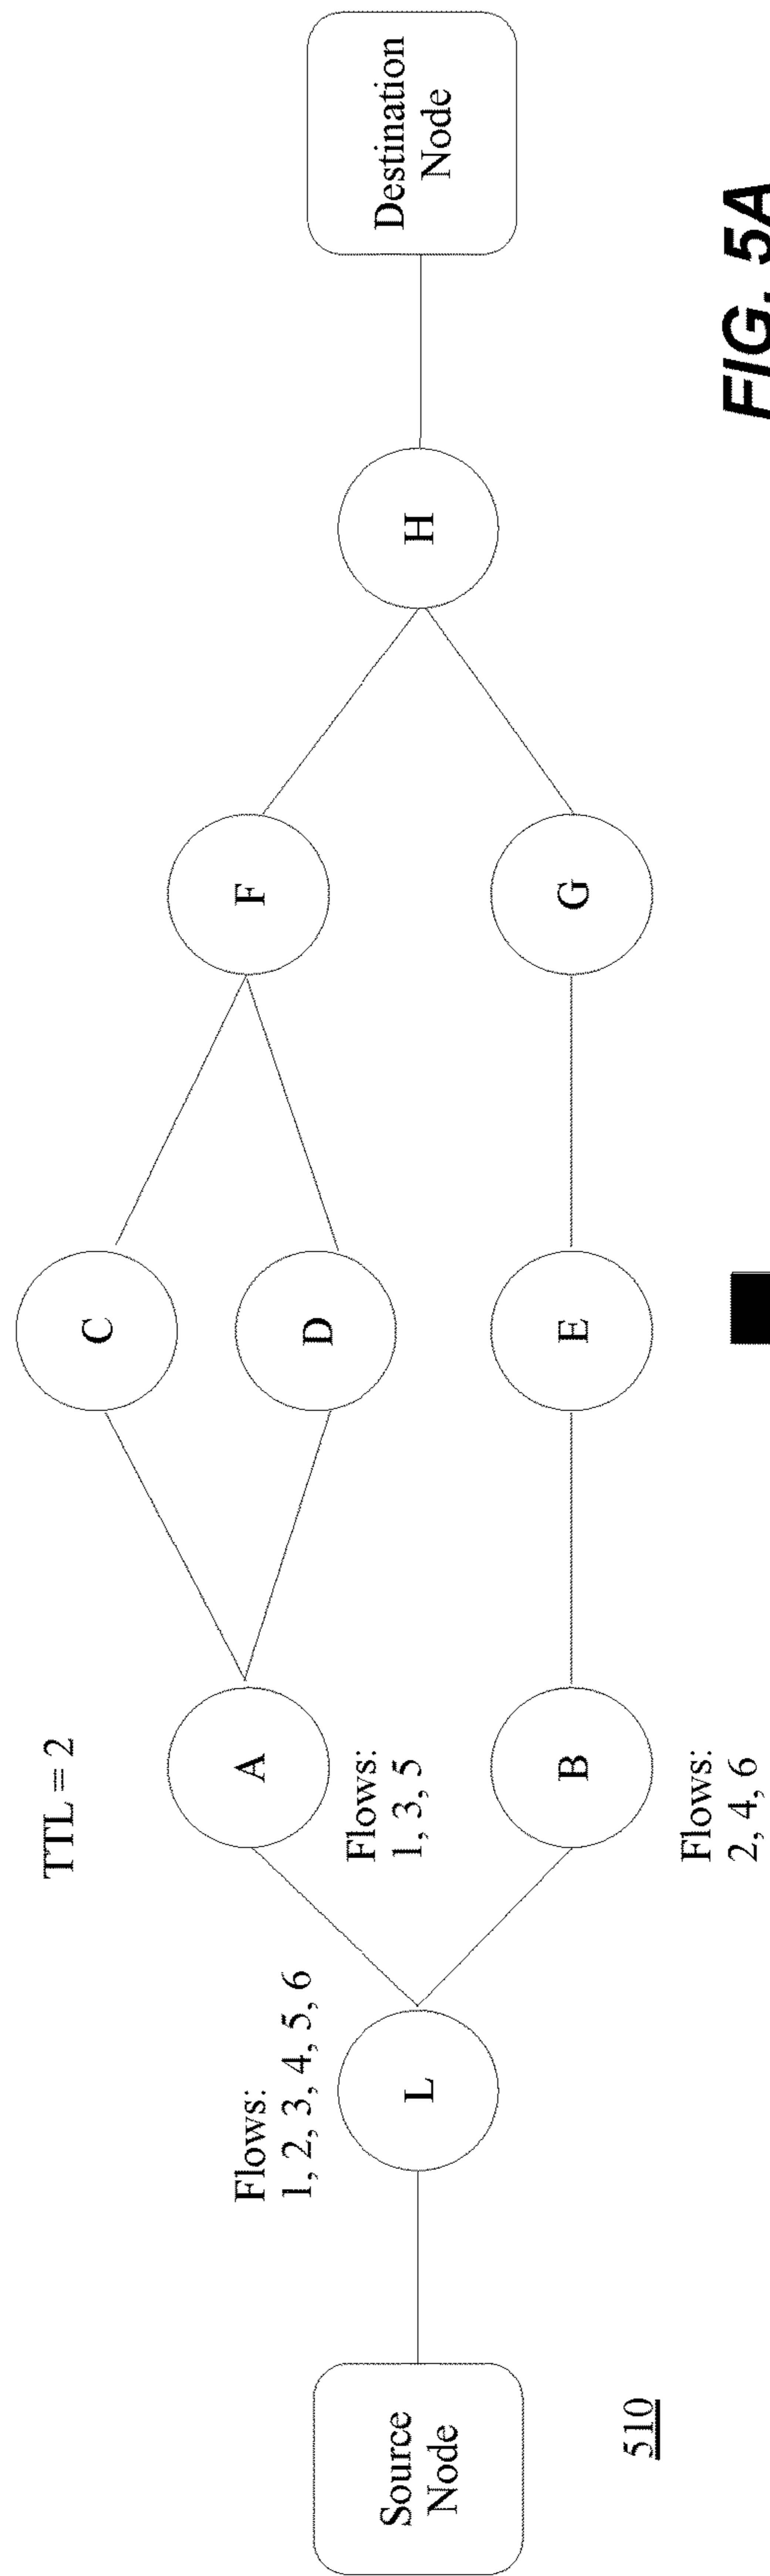 TTL = 2
Flows:
1, 2, 3, 4, 5, 6
Source
Node
L
A
Flows:
1, 3, 5
B
Flows:
2, 4, 6
C
D
E
F
G
H
Destination
Node
510
FIG. 5A